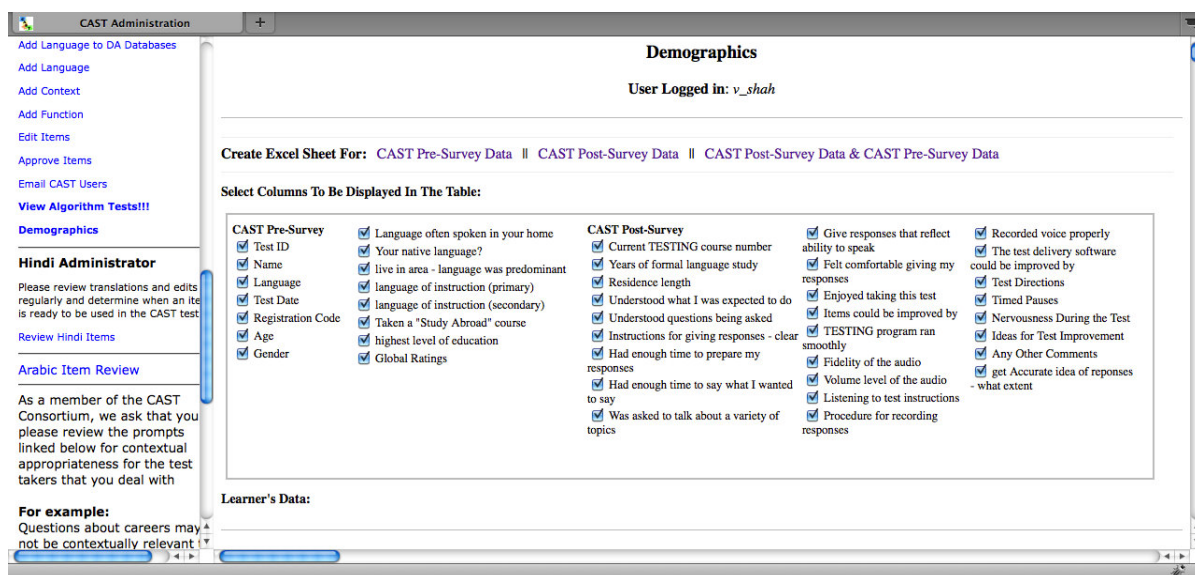 CAST Administration
+
Add Language to DA Databases
Add Language
Add Context
Add Function
Edit Items
Approve Items
Email CAST Users
View Algorithm Tests!!!
Demographics
Hindi Administrator
Please review translations and edits
regularly and determine when an ite
is ready to be used in the CAST test
Review Hindi Items
Arabic Item Review
As a member of the CAST
Consortium, we ask that you
please review the prompts
linked below for contextual
appropriateness for the test
takers that you deal with
For example:
Questions about careers may
not be contextually relevant
Demographics
User Logged in: v_shah
Create Excel Sheet For: CAST Pre-Survey Data || CAST Post-Survey Data || CAST Post-Survey Data & CAST Pre-Survey Data
Select Columns To Be Displayed In The Table:
CAST Pre-Survey
Test ID
Name
Language
Test Date
Registration Code
Age
Gender
Language often spoken in your home
Your native language?
live in area - language was predominant
language of instruction (primary)
language of instruction (secondary)
Taken a "Study Abroad" course
highest level of education
Global Ratings
CAST Post-Survey
Current TESTING course number
Years of formal language study
Residence length
Understood what I was expected to do
Understood questions being asked
Instructions for giving responses - clear
Had enough time to prepare my
responses
Had enough time to say what I wanted
to say
Was asked to talk about a variety of
topics
Give responses that reflect
ability to speak
Felt comfortable giving my
responses
Enjoyed taking this test
Items could be improved by
TESTING program ran
smoothly
Fidelity of the audio
Volume level of the audio
Listening to test instructions
Procedure for recording
responses
Recorded voice properly
The test delivery software
could be improved by
Test Directions
Timed Pauses
Nervousness During the Test
Ideas for Test Improvement
Any Other Comments
get Accurate idea of reponses
- what extent
Learner's Data: